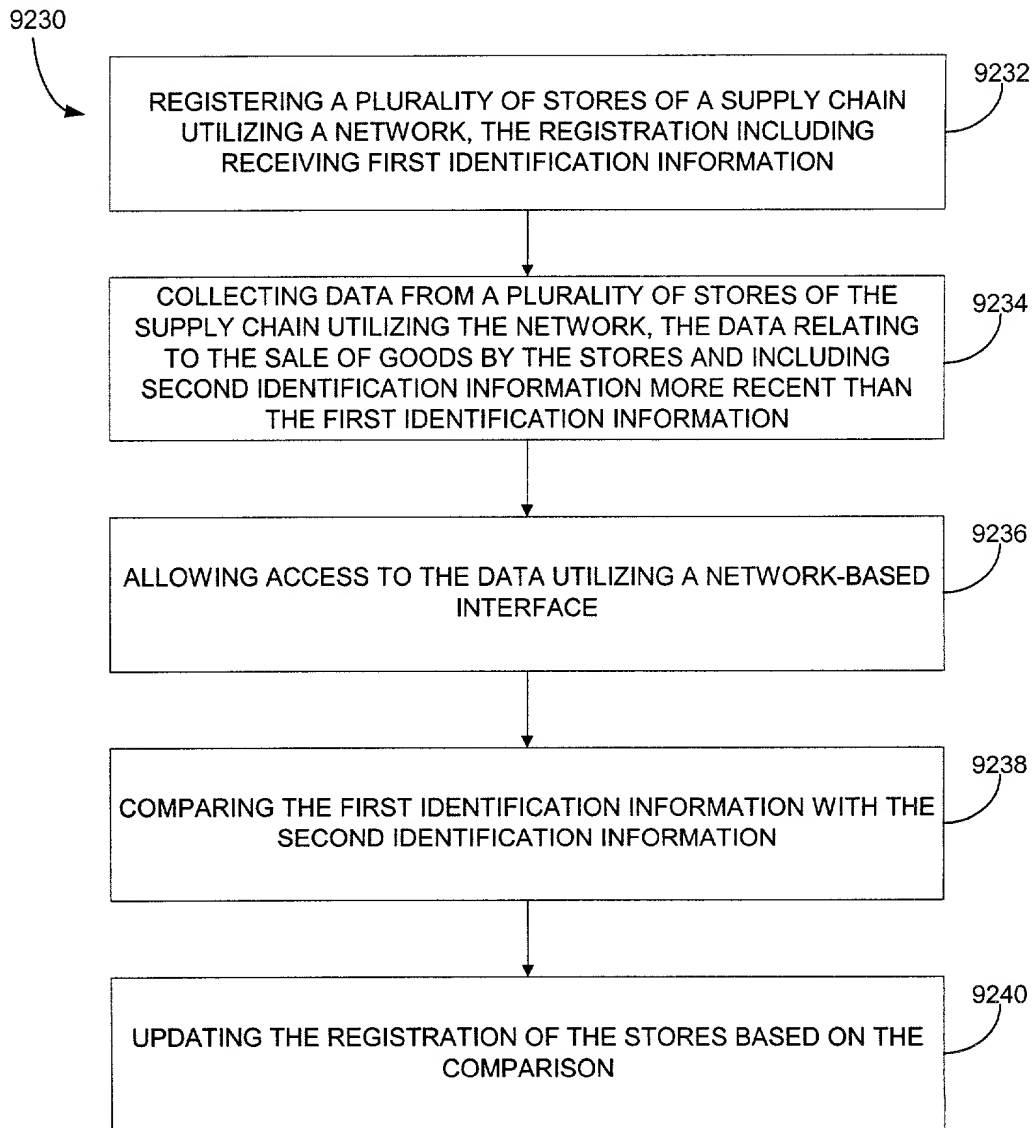 9230
9232
REGISTERING A PLURALITY OF STORES OF A SUPPLY CHAIN
UTILIZING A NETWORK, THE REGISTRATION INCLUDING
RECEIVING FIRST IDENTIFICATION INFORMATION
9234
COLLECTING DATA FROM A PLURALITY OF STORES OF THE
SUPPLY CHAIN UTILIZING THE NETWORK, THE DATA RELATING
TO THE SALE OF GOODS BY THE STORES AND INCLUDING
SECOND IDENTIFICATION INFORMATION MORE RECENT THAN
THE FIRST IDENTIFICATION INFORMATION
9236
ALLOWING ACCESS TO THE DATA UTILIZING A NETWORK-BASED
INTERFACE
9238
COMPARING THE FIRST IDENTIFICATION INFORMATION WITH THE
SECOND IDENTIFICATION INFORMATION
9240
UPDATING THE REGISTRATION OF THE STORES BASED ON THE
COMPARISON